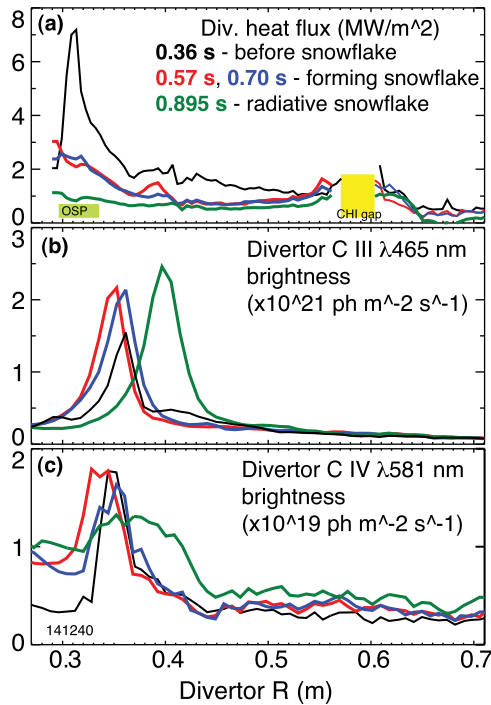 (a) Div. heat flux (MW/m^2)
0.36 s - before snowflake
0.57 s, 0.70 s - forming snowflake
0.895 s - radiative snowflake
8
6
4
2
0
OSP
CHI gap
(b) Divertor C III λ465 nm
brightness
(x10^21 ph m^-2 s^-1)
3
2
1
0
(c) Divertor C IV λ581 nm
brightness
(x10^19 ph m^-2 s^-1)
2
1
0
141240
0.3 0.4 0.5 0.6 0.7
Divertor R (m)